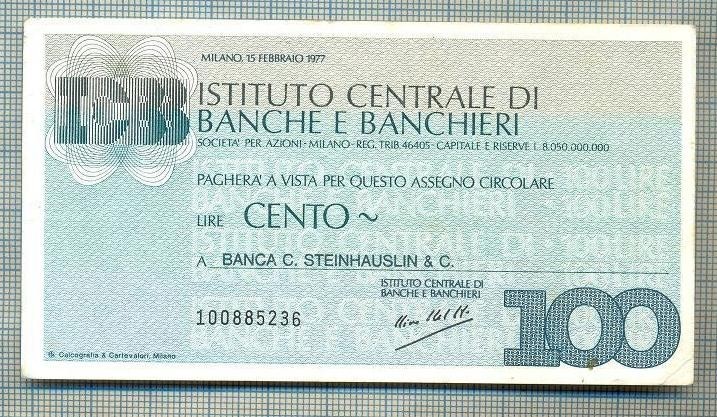 MILANO, 15 FEBBRAIO 1977
ICB
ISTITUTO CENTRALE DI
BANCHE E BANCHIERI
SOCIETA' PER AZIONI - MILANO - REG. TRIB. 46405 - CAPITALE E RISERVE L. 8.050.000.000
PAGHERA' A VISTA PER QUESTO ASSEGNO CIRCOLARE
LIRE CENTO ~
A BANCA C. STEINHAUSLIN & C.
ISTITUTO CENTRALE DI
BANCHE E BANCHIERI
100885236
100
Calcografia & Cartevalori, Milano